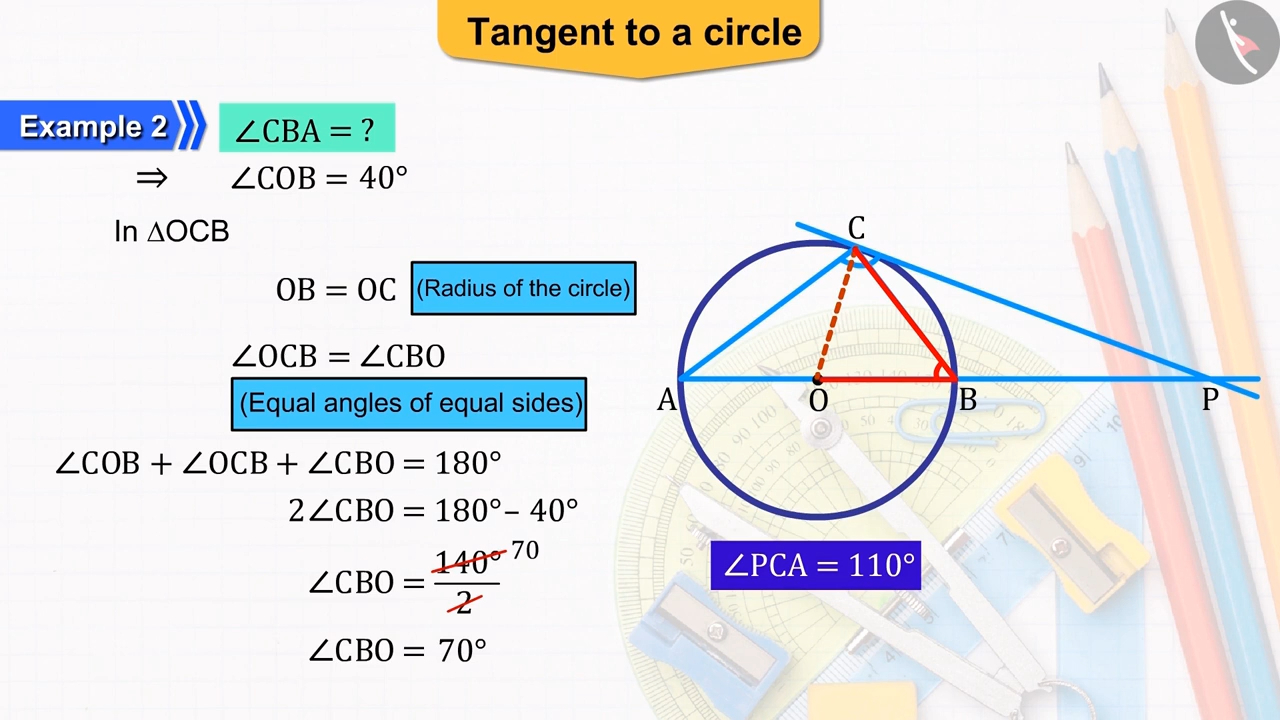 Tangent to a circle
Example 2
∠CBA = ?
⇒ ∠COB = 40°
In ΔOCB
OB = OC (Radius of the circle)
∠OCB = ∠CBO
(Equal angles of equal sides)
∠COB + ∠OCB + ∠CBO = 180°
2∠CBO = 180° – 40°
∠CBO = 140°/2 70
∠CBO = 70°
C
A
O
B
P
∠PCA = 110°